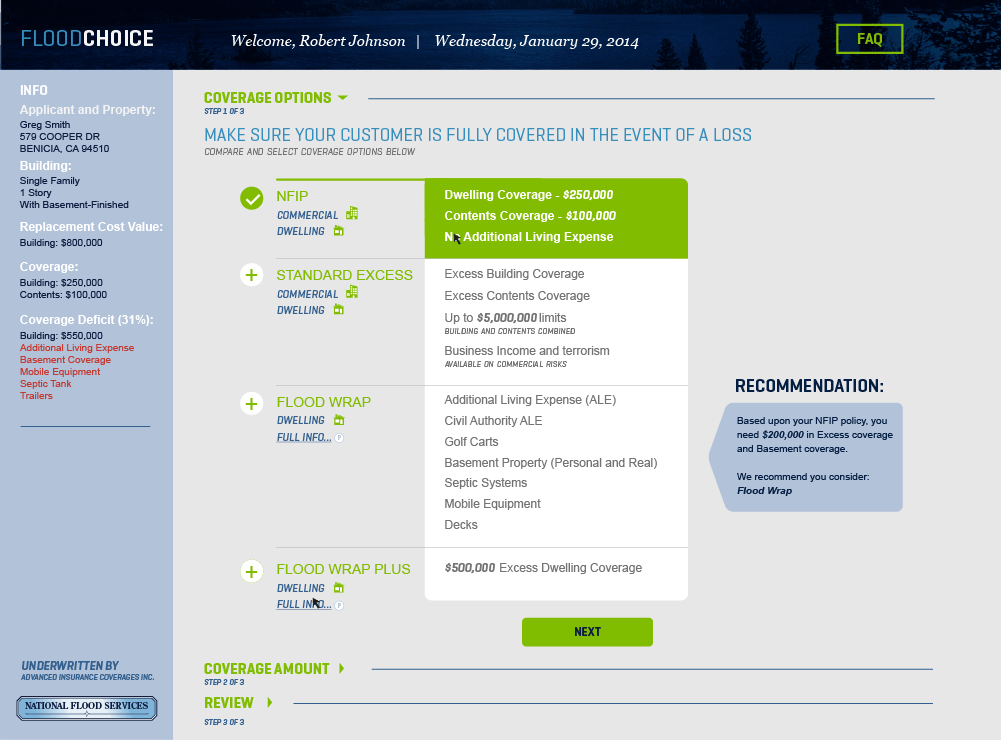 FLOODCHOICE
Welcome, Robert Johnson | Wednesday, January 29, 2014
FAQ
INFO
Applicant and Property:
Greg Smith
579 COOPER DR
BENICIA, CA 94510
Building:
Single Family
1 Story
With Basement-Finished
Replacement Cost Value:
Building: $800,000
Coverage:
Building: $250,000
Contents: $100,000
Coverage Deficit (31%):
Building: $550,000
Additional Living Expense
Basement Coverage
Mobile Equipment
Septic Tank
Trailers
UNDERWRITTEN BY
ADVANCED INSURANCE COVERAGES INC.
NATIONAL FLOOD SERVICES
COVERAGE OPTIONS
STEP 1 OF 3
MAKE SURE YOUR CUSTOMER IS FULLY COVERED IN THE EVENT OF A LOSS
COMPARE AND SELECT COVERAGE OPTIONS BELOW
NFIP
COMMERCIAL
DWELLING
Dwelling Coverage - $250,000
Contents Coverage - $100,000
No Additional Living Expense
STANDARD EXCESS
COMMERCIAL
DWELLING
Excess Building Coverage
Excess Contents Coverage
Up to $5,000,000 limits
BUILDING AND CONTENTS COMBINED
Business Income and terrorism
AVAILABLE ON COMMERCIAL RISKS
FLOOD WRAP
DWELLING
FULL INFO...
Additional Living Expense (ALE)
Civil Authority ALE
Golf Carts
Basement Property (Personal and Real)
Septic Systems
Mobile Equipment
Decks
FLOOD WRAP PLUS
DWELLING
FULL INFO...
$500,000 Excess Dwelling Coverage
RECOMMENDATION:
Based upon your NFIP policy, you
need $200,000 in Excess coverage
and Basement coverage.
We recommend you consider:
Flood Wrap
NEXT
COVERAGE AMOUNT
STEP 2 OF 3
REVIEW
STEP 3 OF 3